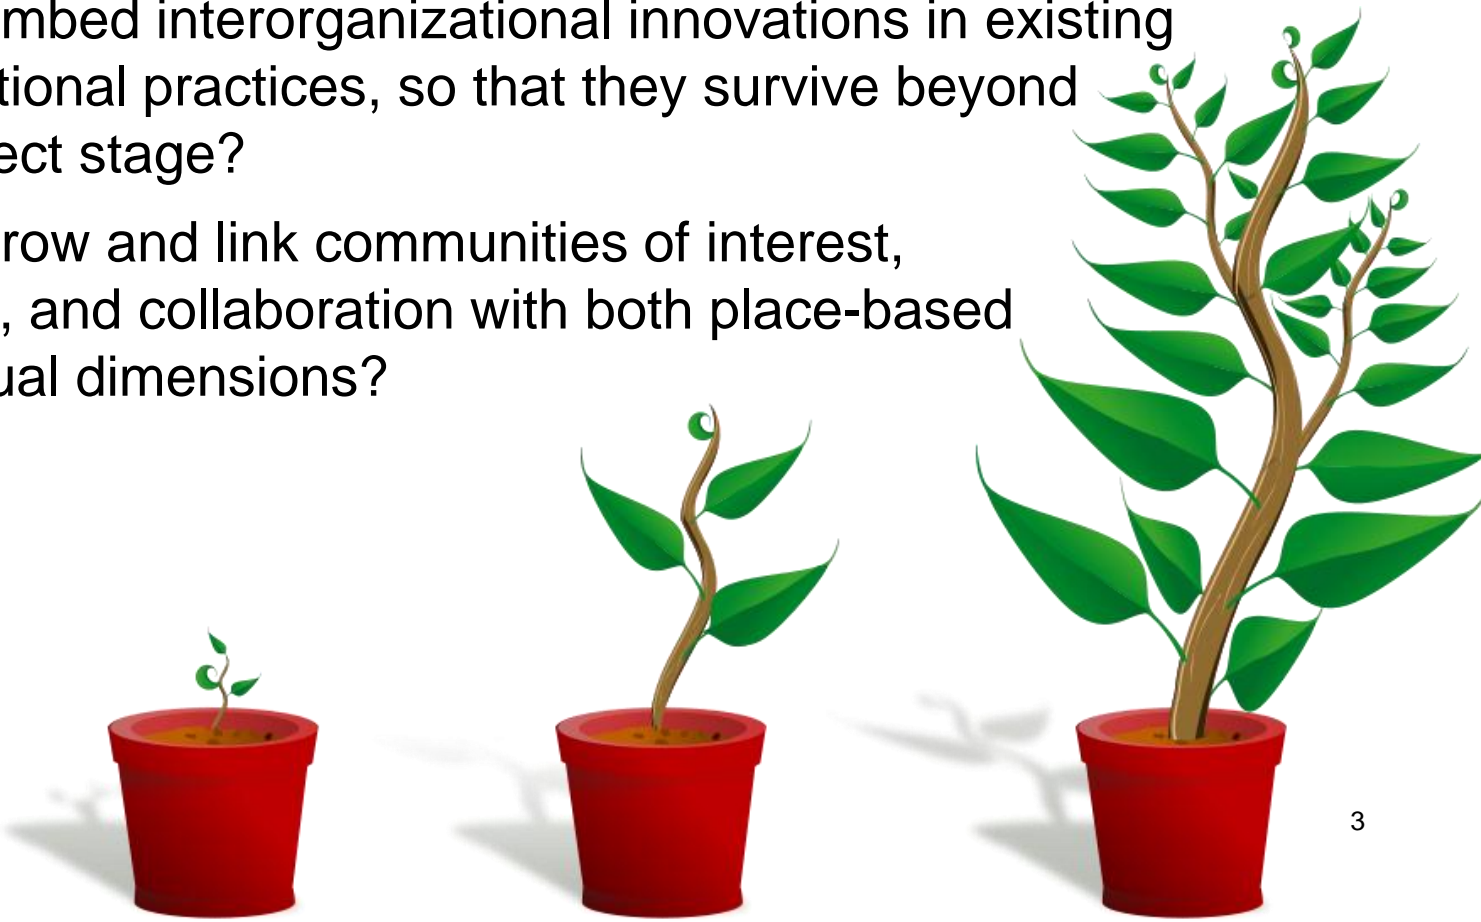 mbed interorganizational innovations in existing
tional practices, so that they survive beyond
ect stage?
row and link communities of interest,
, and collaboration with both place-based
ual dimensions?
3